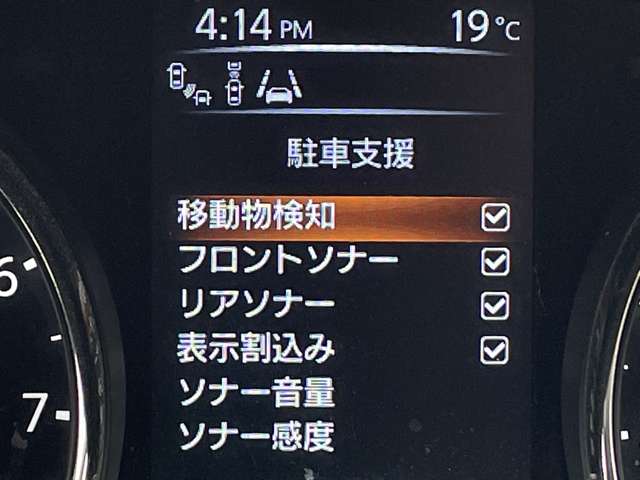 4:14 PM 19°C
駐車支援
移動物検知
フロントソナー
リアソナー
表示割込み
ソナー音量
ソナー感度
6
7